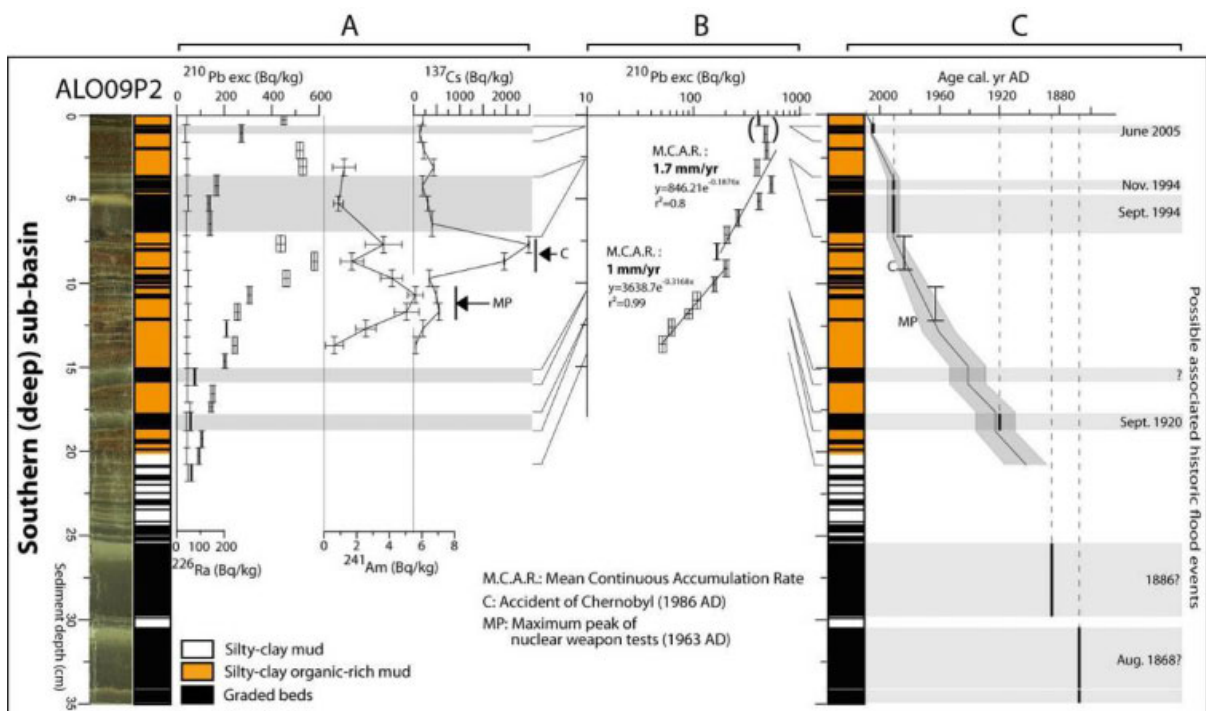 A
B
C
ALO09P2
210Pb exc (Bq/kg)
137Cs (Bq/kg)
210Pb exc (Bq/kg)
Age cal. yr AD
0 200 400 600
0 1000 2000
10 100 1000
2000 1960 1920 1880
0
5
10
15
20
25
30
35
Southern (deep) sub-basin
Sediment depth (cm)
( )
M.C.A.R. :
1.7 mm/yr
y=846.21e-0.1876x
r²=0.8
M.C.A.R. :
1 mm/yr
y=3638.7e-0.3168x
r²=0.99
C
MP
C
MP
June 2005
Nov. 1994
Sept. 1994
?
Sept. 1920
1886?
Aug. 1868?
Possible associated historic flood events
0 100 200
226Ra (Bq/kg)
0 2 4 6 8
241Am (Bq/kg)
M.C.A.R.: Mean Continuous Accumulation Rate
C: Accident of Chernobyl (1986 AD)
MP: Maximum peak of
nuclear weapon tests (1963 AD)
Silty-clay mud
Silty-clay organic-rich mud
Graded beds